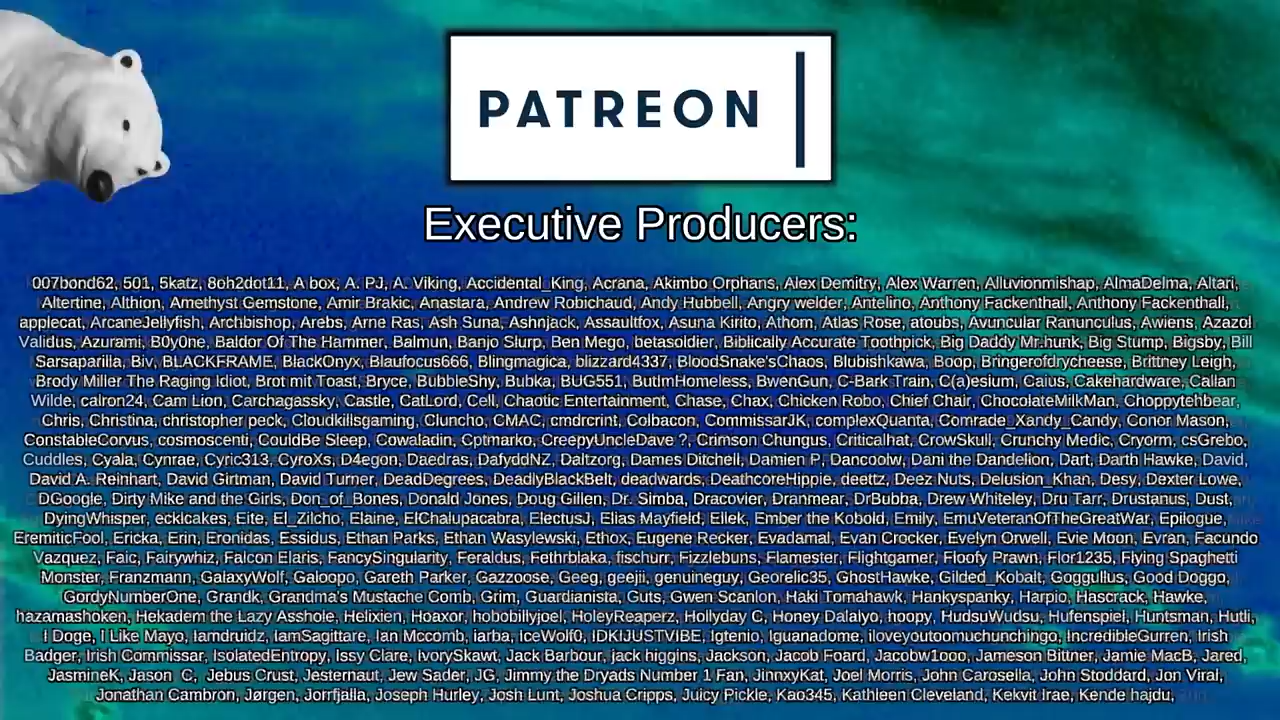 PATREON
Executive Producers:
007bond62, 501, 5katz, 8oh2dot11, A box, A. PJ, A. Viking, Accidental_King, Acrana, Akimbo Orphans, Alex Demitry, Alex Warren, Alluvionmishap, AlmaDelma, Altari,
Altertine, Althion, Amethyst Gemstone, Amir Brakic, Anastara, Andrew Robichaud, Andy Hubbell, Angry welder, Antelino, Anthony Fackenthall, Anthony Fackenthall,
applecat, ArcaneJellyfish, Archbishop, Arebs, Arne Ras, Ash Suna, Ashnjack, Assaultfox, Asuna Kirito, Athom, Atlas Rose, atoubs, Avuncular Ranunculus, Awiens, Azazol
Validus, Azurami, B0y0ne, Baldor Of The Hammer, Balmun, Banjo Slurp, Ben Mego, betasoldier, Biblically Accurate Toothpick, Big Daddy Mr.hunk, Big Stump, Bigsby, Bill
Sarsaparilla, Biv, BLACKFRAME, BlackOnyx, Blaufocus666, Blingmagica, blizzard4337, BloodSnake'sChaos, Blubishkawa, Boop, Bringerofdrycheese, Brittney Leigh,
Brody Miller The Raging Idiot, Brot mit Toast, Bryce, BubbleShy, Bubka, BUG551, ButImHomeless, BwenGun, C-Bark Train, C(a)esium, Caius, Cakehardware, Callan
Wilde, calron24, Cam Lion, Carchagassky, Castle, CatLord, Cell, Chaotic Entertainment, Chase, Chax, Chicken Robo, Chief Chair, ChocolateMilkMan, Choppytehbear,
Chris, Christina, christopher peck, Cloudkillsgaming, Cluncho, CMAC, cmdrcrint, Colbacon, CommissarJK, complexQuanta, Comrade_Xandy_Candy, Conor Mason,
ConstableCorvus, cosmoscenti, CouldBe Sleep, Cowaladin, Cptmarko, CreepyUncleDave ?, Crimson Chungus, Criticalhat, CrowSkull, Crunchy Medic, Cryorm, csGrebo,
Cuddles, Cyala, Cynrae, Cyric313, CyroXs, D4egon, Daedras, DafyddNZ, Daltzorg, Dames Ditchell, Damien P, Dancoolw, Dani the Dandelion, Dart, Darth Hawke, David,
David A. Reinhart, David Girtman, David Turner, DeadDegrees, DeadlyBlackBelt, deadwards, DeathcoreHippie, deettz, Deez Nuts, Delusion_Khan, Desy, Dexter Lowe,
DGoogle, Dirty Mike and the Girls, Don_of_Bones, Donald Jones, Doug Gillen, Dr. Simba, Dracovier, Dranmear, DrBubba, Drew Whiteley, Dru Tarr, Drustanus, Dust,
DyingWhisper, eckicakes, Eite, El_Zilcho, Elaine, ElChalupacabra, ElectusJ, Elias Mayfield, Ellek, Ember the Kobold, Emily, EmuVeteranOfTheGreatWar, Epilogue,
EremiticFool, Ericka, Erin, Eronidas, Essidus, Ethan Parks, Ethan Wasylewski, Ethox, Eugene Recker, Evadamal, Evan Crocker, Evelyn Orwell, Evie Moon, Evran, Facundo
Vazquez, Faic, Fairywhiz, Falcon Elaris, FancySingularity, Feraldus, Fethrblaka, fischurr, Fizzlebuns, Flamester, Flightgamer, Floofy Prawn, Flor1235, Flying Spaghetti
Monster, Franzmann, GalaxyWolf, Galoopo, Gareth Parker, Gazzoose, Geeg, geejii, genuineguy, Georelic35, GhostHawke, Gilded_Kobalt, Goggullus, Good Doggo,
GordyNumberOne, Grandk, Grandma's Mustache Comb, Grim, Guardianista, Guts, Gwen Scanlon, Haki Tomahawk, Hankyspanky, Harpio, Hascrack, Hawke,
hazamashoken, Hekadem the Lazy Asshole, Helixien, Hoaxor, hobobillyjoel, HoleyReaperz, Hollyday C, Honey Dalalyo, hoopy, HudsuWudsu, Hufenspiel, Huntsman, Hutli,
I Doge, I Like Mayo, Iamdruidz, IamSagittare, Ian Mccomb, iarba, IceWolf0, IDKIJUSTVIBE, Igtenio, Iguanadome, iloveyoutoomuchunchingo, IncredibleGurren, Irish
Badger, Irish Commissar, IsolatedEntropy, Issy Clare, IvorySkawt, Jack Barbour, jack higgins, Jackson, Jacob Foard, Jacobw1ooo, Jameson Bittner, Jamie MacB, Jared,
JasmineK, Jason C, Jebus Crust, Jesternaut, Jew Sader, JG, Jimmy the Dryads Number 1 Fan, JinnxyKat, Joel Morris, John Carosella, John Stoddard, Jon Viral,
Jonathan Cambron, Jørgen, Jorrfjalla, Joseph Hurley, Josh Lunt, Joshua Cripps, Juicy Pickle, Kao345, Kathleen Cleveland, Kekvit Irae, Kende hajdu,